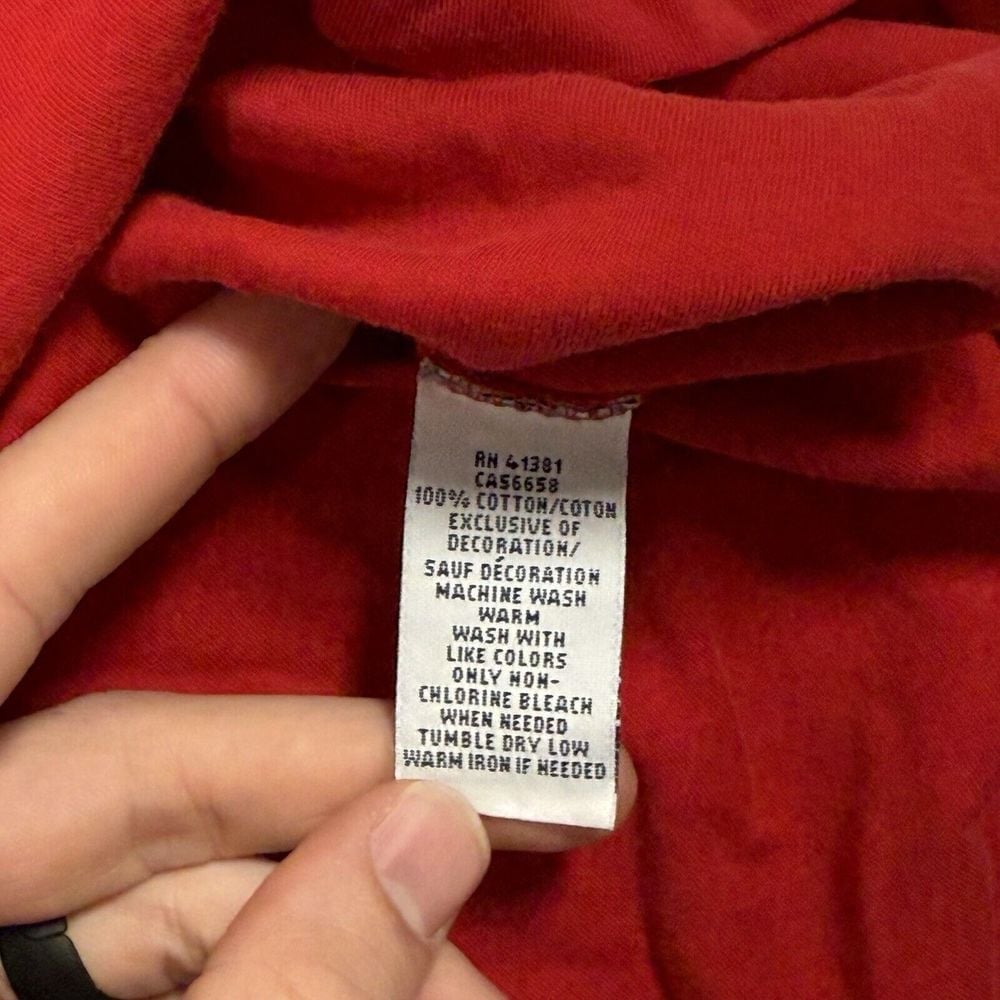 RN 41381
CA56658
100% COTTON/COTON
EXCLUSIVE OF
DECORATION/
SAUF DÉCORATION
MACHINE WASH
WARM
WASH WITH
LIKE COLORS
ONLY NON-
CHLORINE BLEACH
WHEN NEEDED
TUMBLE DRY LOW
WARM IRON IF NEEDED